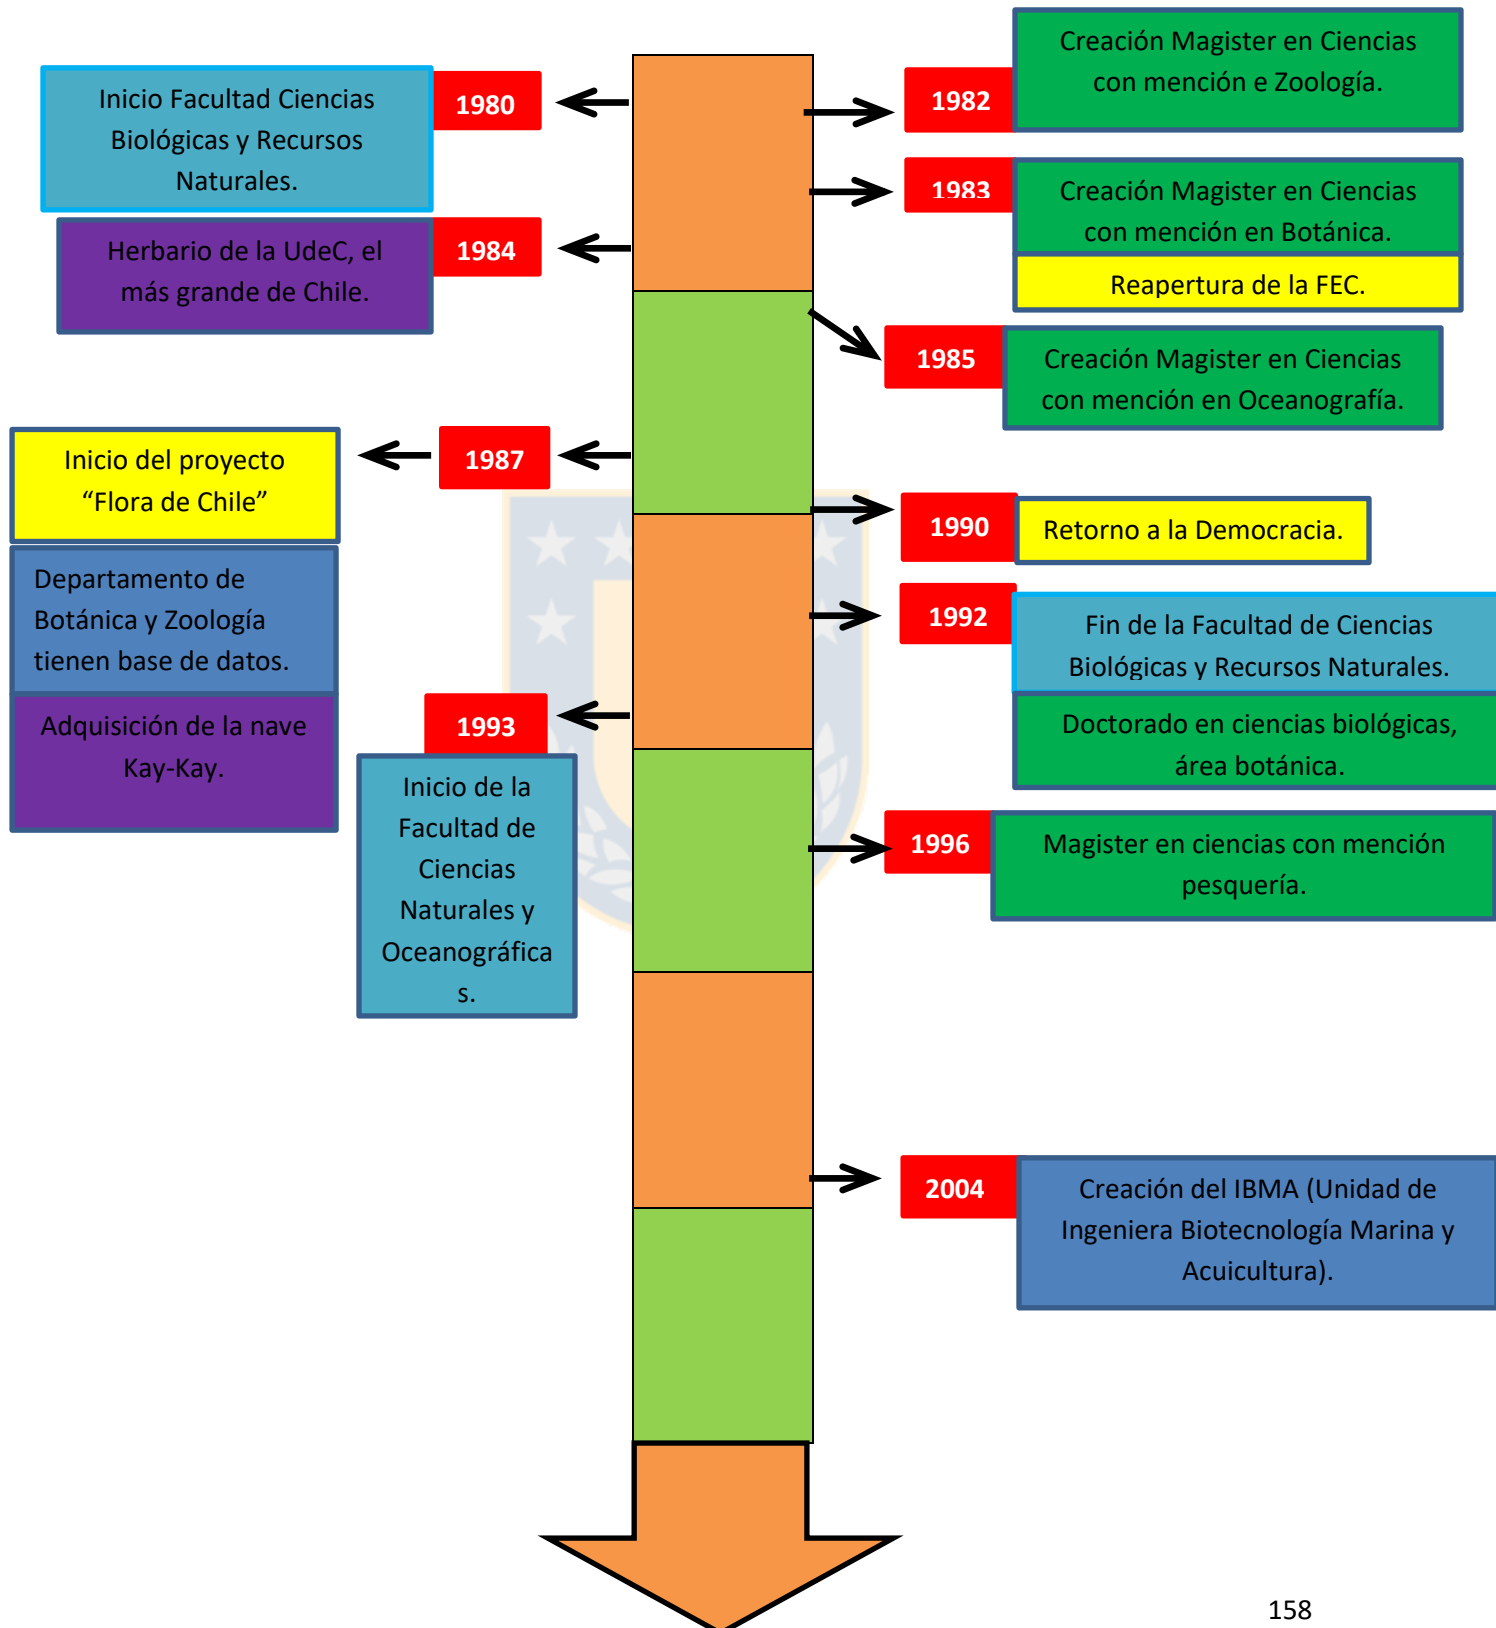 1980
Inicio Facultad Ciencias
Biológicas y Recursos
Naturales.
1982
Creación Magister en Ciencias
con mención e Zoología.
1983
Creación Magister en Ciencias
con mención en Botánica.
Reapertura de la FEC.
1984
Herbario de la UdeC, el
más grande de Chile.
1985
Creación Magister en Ciencias
con mención en Oceanografía.
1987
Inicio del proyecto
“Flora de Chile”
Departamento de
Botánica y Zoología
tienen base de datos.
Adquisición de la nave
Kay-Kay.
1990
Retorno a la Democracia.
1992
Fin de la Facultad de Ciencias
Biológicas y Recursos Naturales.
Doctorado en ciencias biológicas,
área botánica.
1993
Inicio de la
Facultad de
Ciencias
Naturales y
Oceanográfica
s.
1996
Magister en ciencias con mención
pesquería.
2004
Creación del IBMA (Unidad de
Ingeniera Biotecnología Marina y
Acuicultura).
158